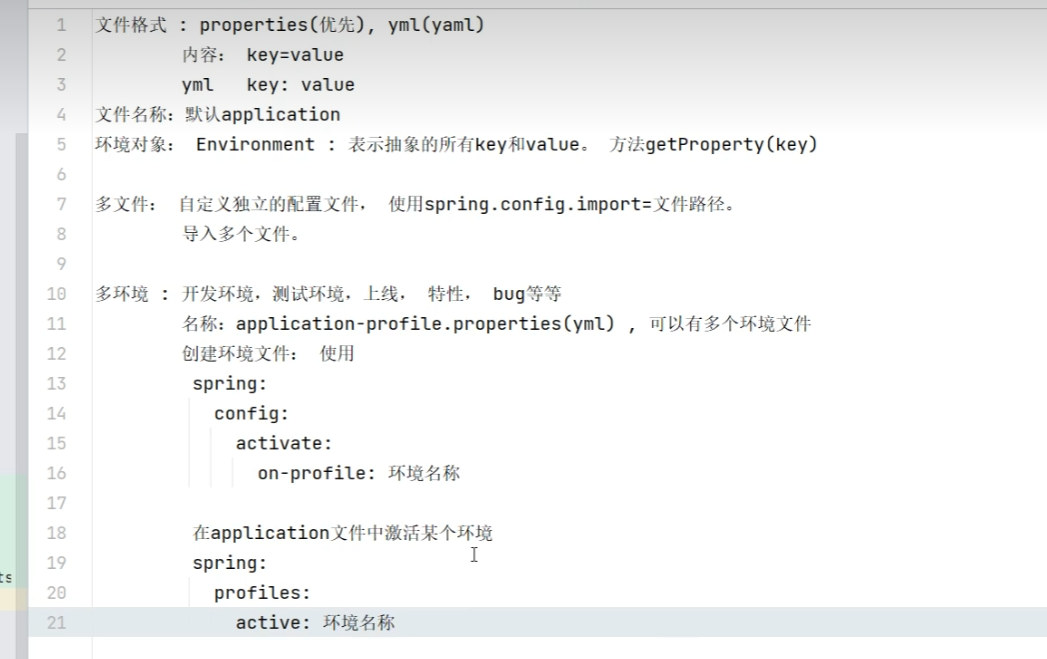 1 文件格式 : properties(优先), yml(yaml)
2 内容： key=value
3 yml key: value
4 文件名称：默认application
5 环境对象： Environment : 表示抽象的所有key和value。 方法getProperty(key)
6
7 多文件： 自定义独立的配置文件， 使用spring.config.import=文件路径。
8 导入多个文件。
9
10 多环境 : 开发环境，测试环境，上线， 特性， bug等等
11 名称：application-profile.properties(yml) , 可以有多个环境文件
12 创建环境文件： 使用
13 spring:
14 config:
15 activate:
16 on-profile: 环境名称
17
18 在application文件中激活某个环境
19 spring:
ts
20 profiles:
21 active: 环境名称